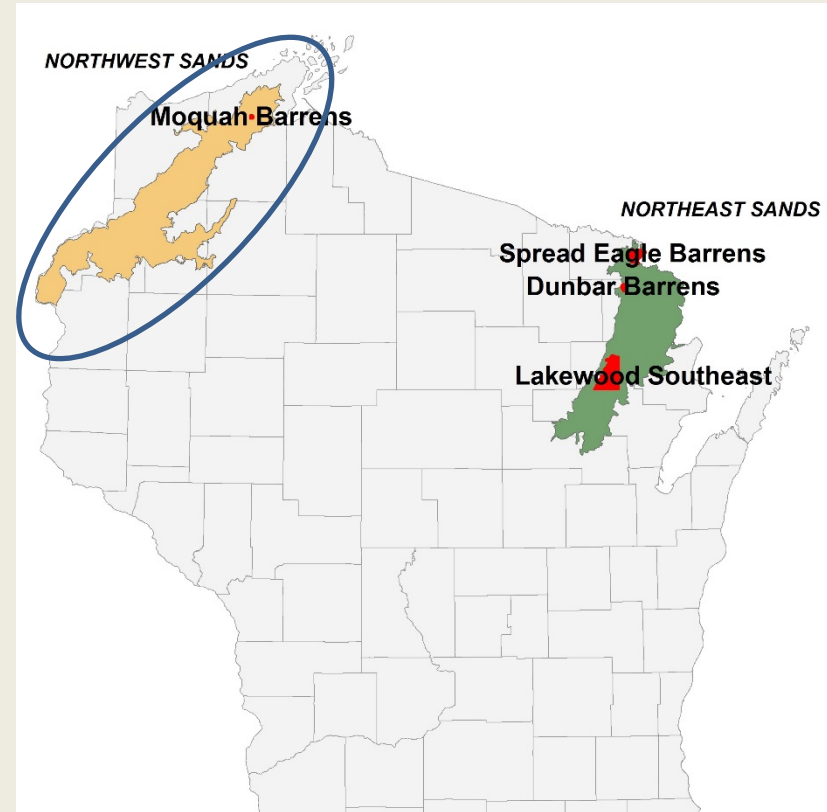 NORTHWEST SANDS
Moquah Barrens
NORTHEAST SANDS
Spread Eagle Barrens
Dunbar Barrens
Lakewood Southeast